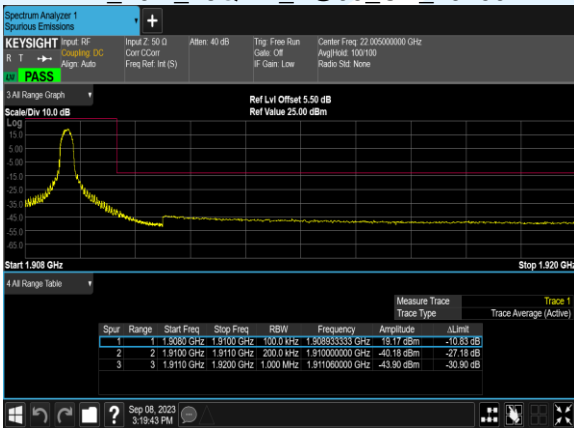 Spectrum Analyzer 1
Spurious Emissions
+
KEYSIGHT Input: RF Input Z: 50 Ω Atten: 40 dB Trig: Free Run Center Freq: 22.005000000 GHz
R T Coupling: DC Corr CCorr Gate: Off Avg|Hold: 100/100
Align: Auto Freq Ref: Int (S) IF Gain: Low Radio Std: None
PASS
3 All Range Graph
Ref Lvl Offset 5.50 dB
Scale/Div 10.0 dB Ref Value 25.00 dBm
Log
15.0
5.00
-5.00
-15.0
-25.0
-35.0
-45.0
-55.0
-65.0
Start 1.908 GHz Stop 1.920 GHz
4 All Range Table
Measure Trace Trace 1
Trace Type Trace Average (Active)
Spur Range Start Freq Stop Freq RBW Frequency Amplitude ΔLimit
1 1 1.9080 GHz 1.9100 GHz 100.0 kHz 1.908933333 GHz 19.17 dBm -10.83 dB
2 2 1.9100 GHz 1.9110 GHz 200.0 kHz 1.910000000 GHz -40.18 dBm -27.18 dB
3 3 1.9110 GHz 1.9200 GHz 1.000 MHz 1.911060000 GHz -43.90 dBm -30.90 dB
? Sep 08, 2023
3:19:43 PM